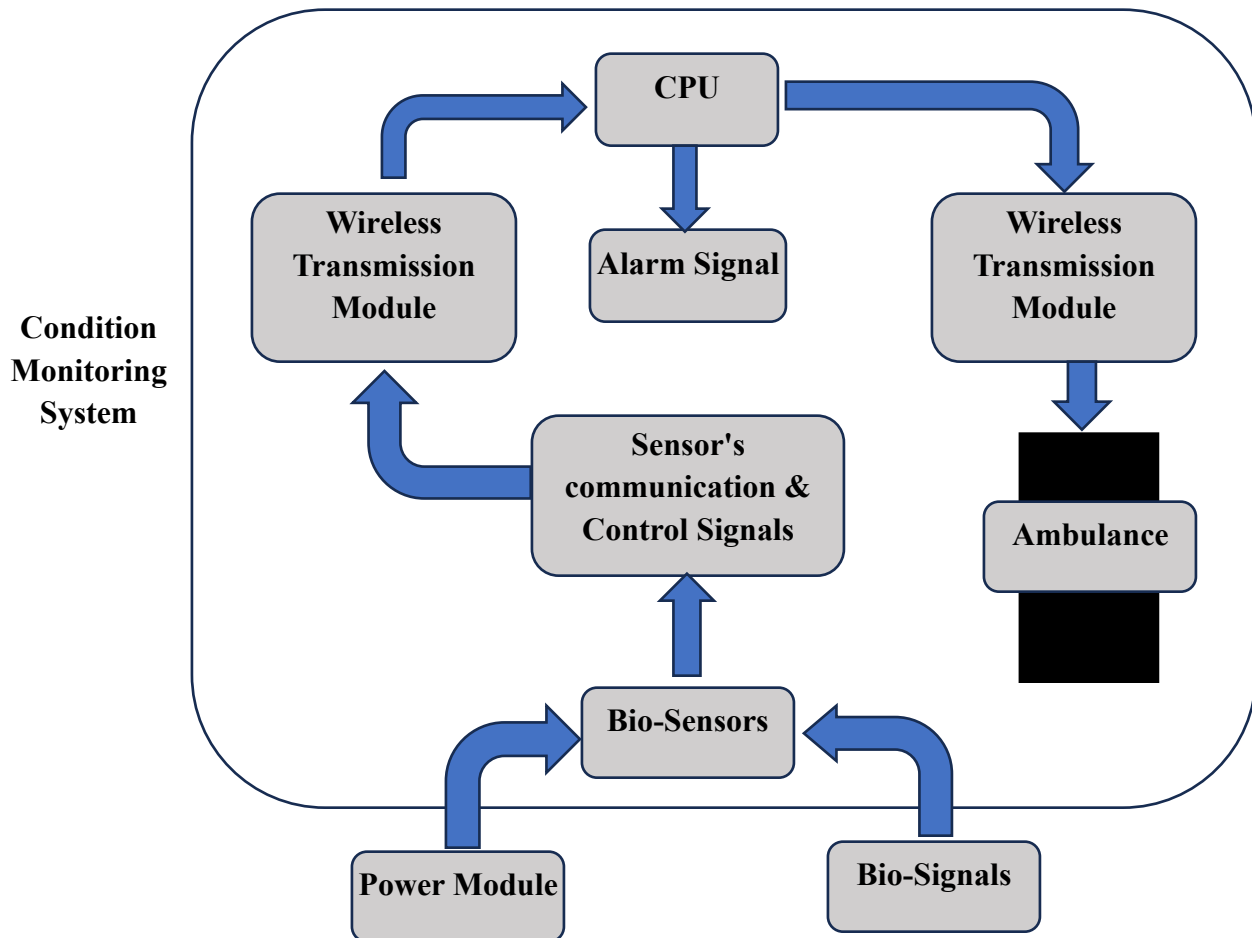 CPU
Wireless
Transmission
Module
Alarm Signal
Wireless
Transmission
Module
Condition
Monitoring
System
Sensor's
communication &
Control Signals
Ambulance
Bio-Sensors
Power Module
Bio-Signals